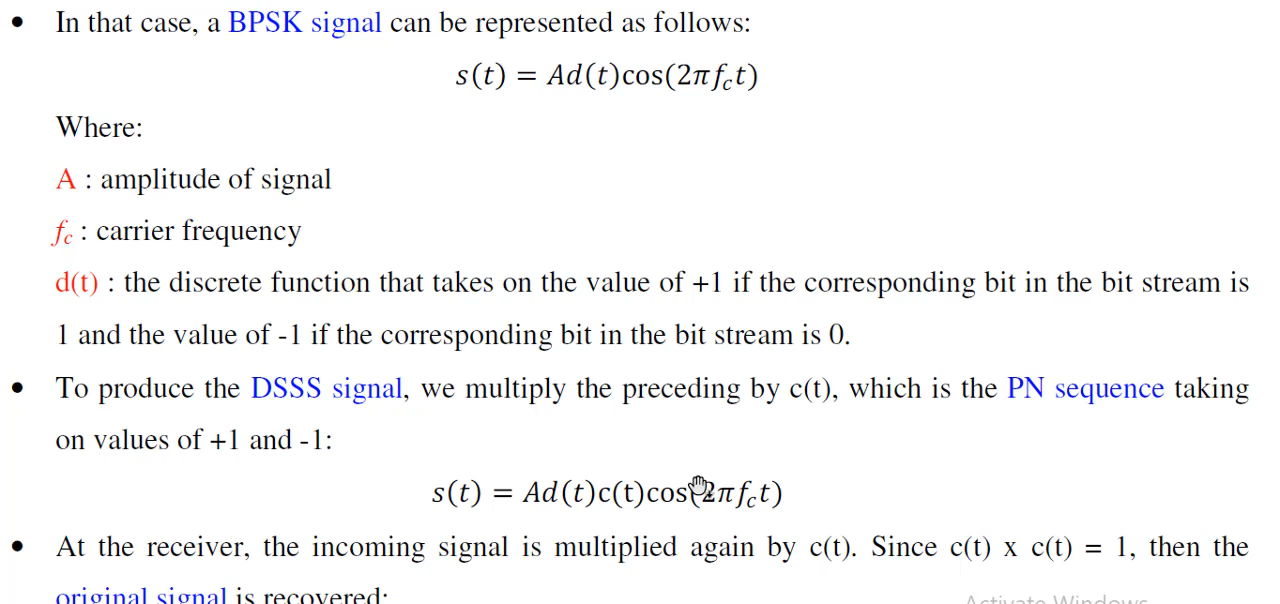 • In that case, a BPSK signal can be represented as follows:
s(t) = Ad(t)cos(2πf_c t)
Where:
A : amplitude of signal
f_c : carrier frequency
d(t) : the discrete function that takes on the value of +1 if the corresponding bit in the bit stream is
1 and the value of -1 if the corresponding bit in the bit stream is 0.
• To produce the DSSS signal, we multiply the preceding by c(t), which is the PN sequence taking
on values of +1 and -1:
s(t) = Ad(t)c(t)cos(2πf_c t)
• At the receiver, the incoming signal is multiplied again by c(t). Since c(t) x c(t) = 1, then the
original signal is recovered:
Activate Windows